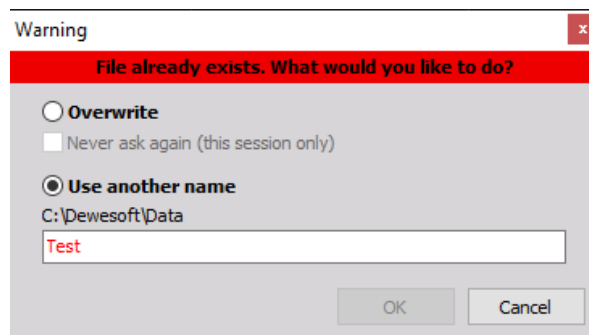 Warning
x
File already exists. What would you like to do?
Overwrite
Never ask again (this session only)
Use another name
C:\Dewesoft\Data
Test
OK Cancel